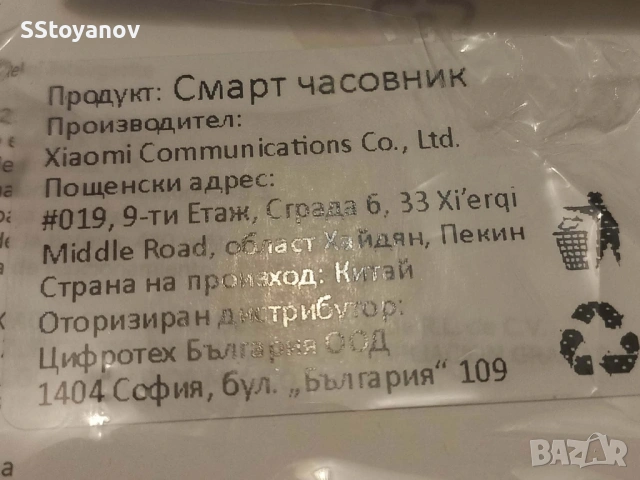 SStoyanov
Продукт: Смарт часовник
Производител:
Xiaomi Communications Co., Ltd.
Пощенски адрес:
#019, 9-ти Етаж, Сграда 6, 33 Xi'erqi
Middle Road, област Хайдян, Пекин
Страна на произход: Китай
Оторизиран дистрибутор:
Цифротех България ООД
1404 София, бул. „България“ 109
BAZAR